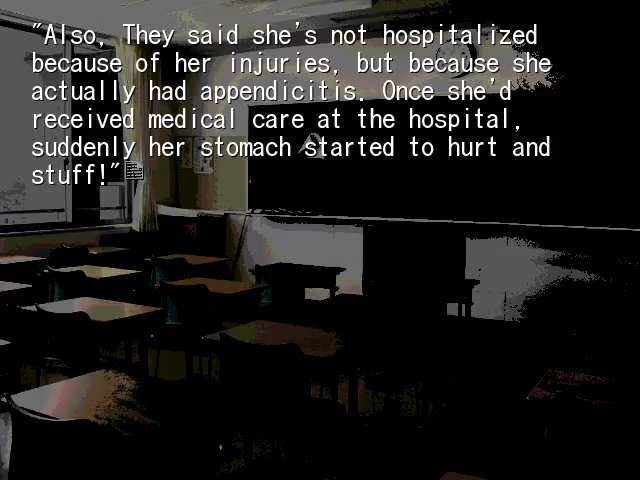 "Also, They said she's not hospitalized
because of her injuries, but because she
actually had appendicitis. Once she'd
received medical care at the hospital,
suddenly her stomach started to hurt and
stuff!"